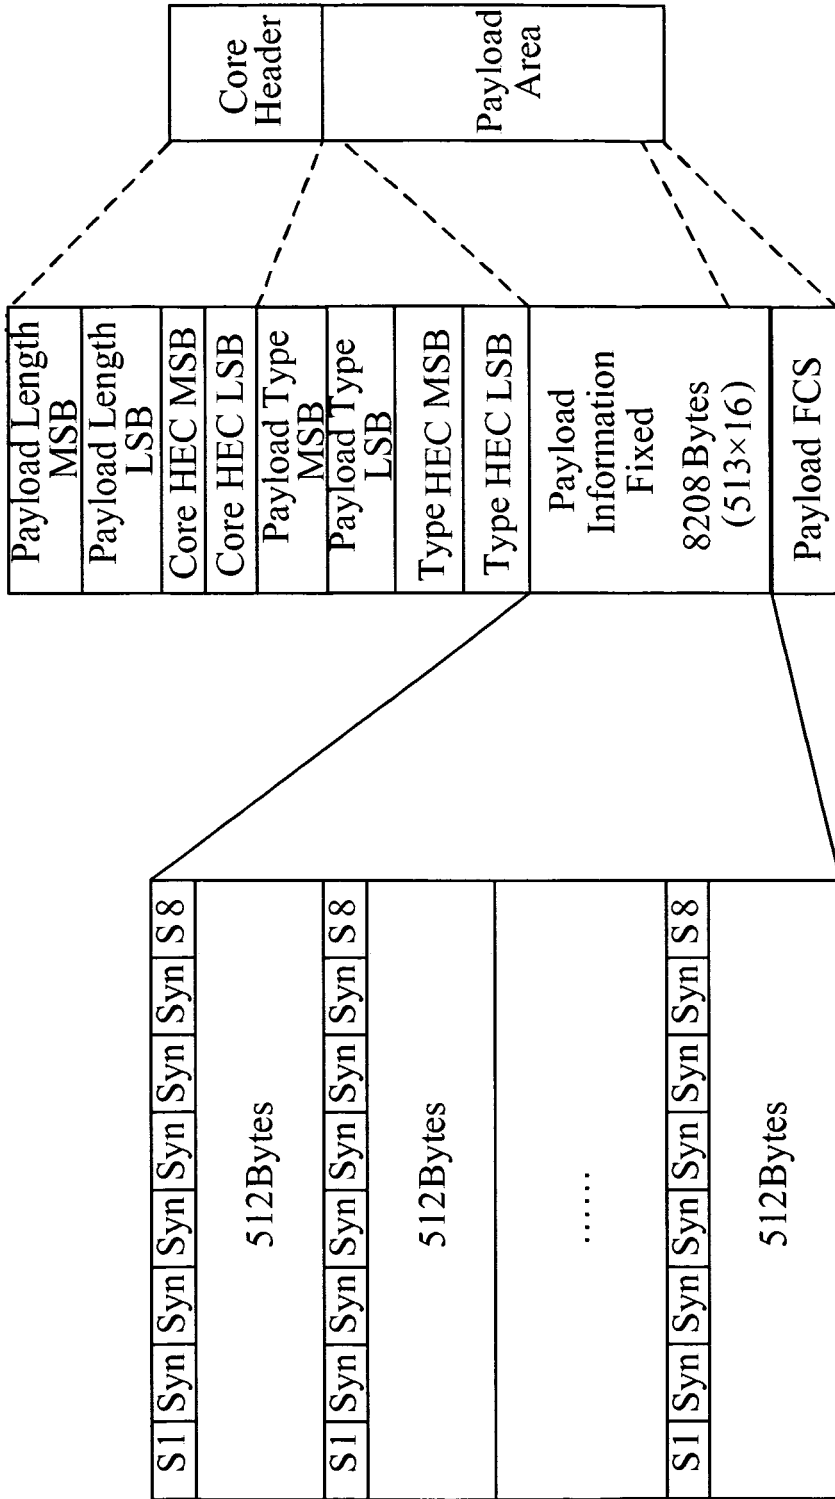 S1 Syn Syn Syn Syn Syn Syn S8
512Bytes
S1 Syn Syn Syn Syn Syn Syn S8
512Bytes
......
S1 Syn Syn Syn Syn Syn Syn S8
512Bytes
Payload Length
MSB
Payload Length
LSB
Core HEC MSB
Core HEC LSB
Payload Type
MSB
Payload Type
LSB
Type HEC MSB
Type HEC LSB
Payload
Information
Fixed
8208 Bytes
(513×16)
Payload FCS
Core
Header
Payload
Area